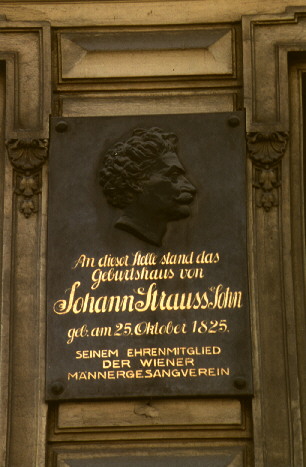 An dieser Stelle stand das
Geburtshaus von
Johann Strauss Sohn
geb. am 25. Oktober 1825.
SEINEM EHRENMITGLIED
DER WIENER
MÄNNERGESANGVEREIN